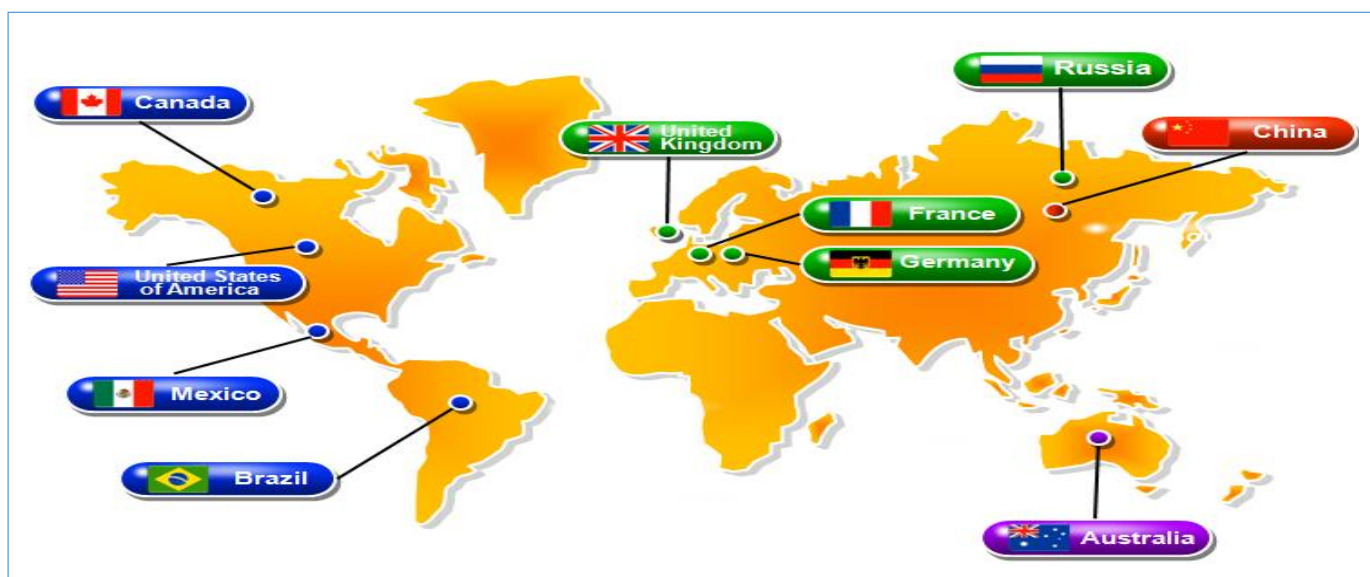 Russia
Canada
United
Kingdom
China
France
Germany
United States
of America
Mexico
Brazil
Australia